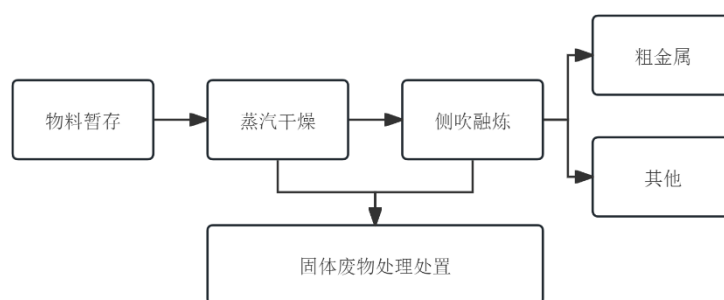 粗金属
物料暂存
蒸汽干燥
侧吹融炼
其他
固体废物处理处置